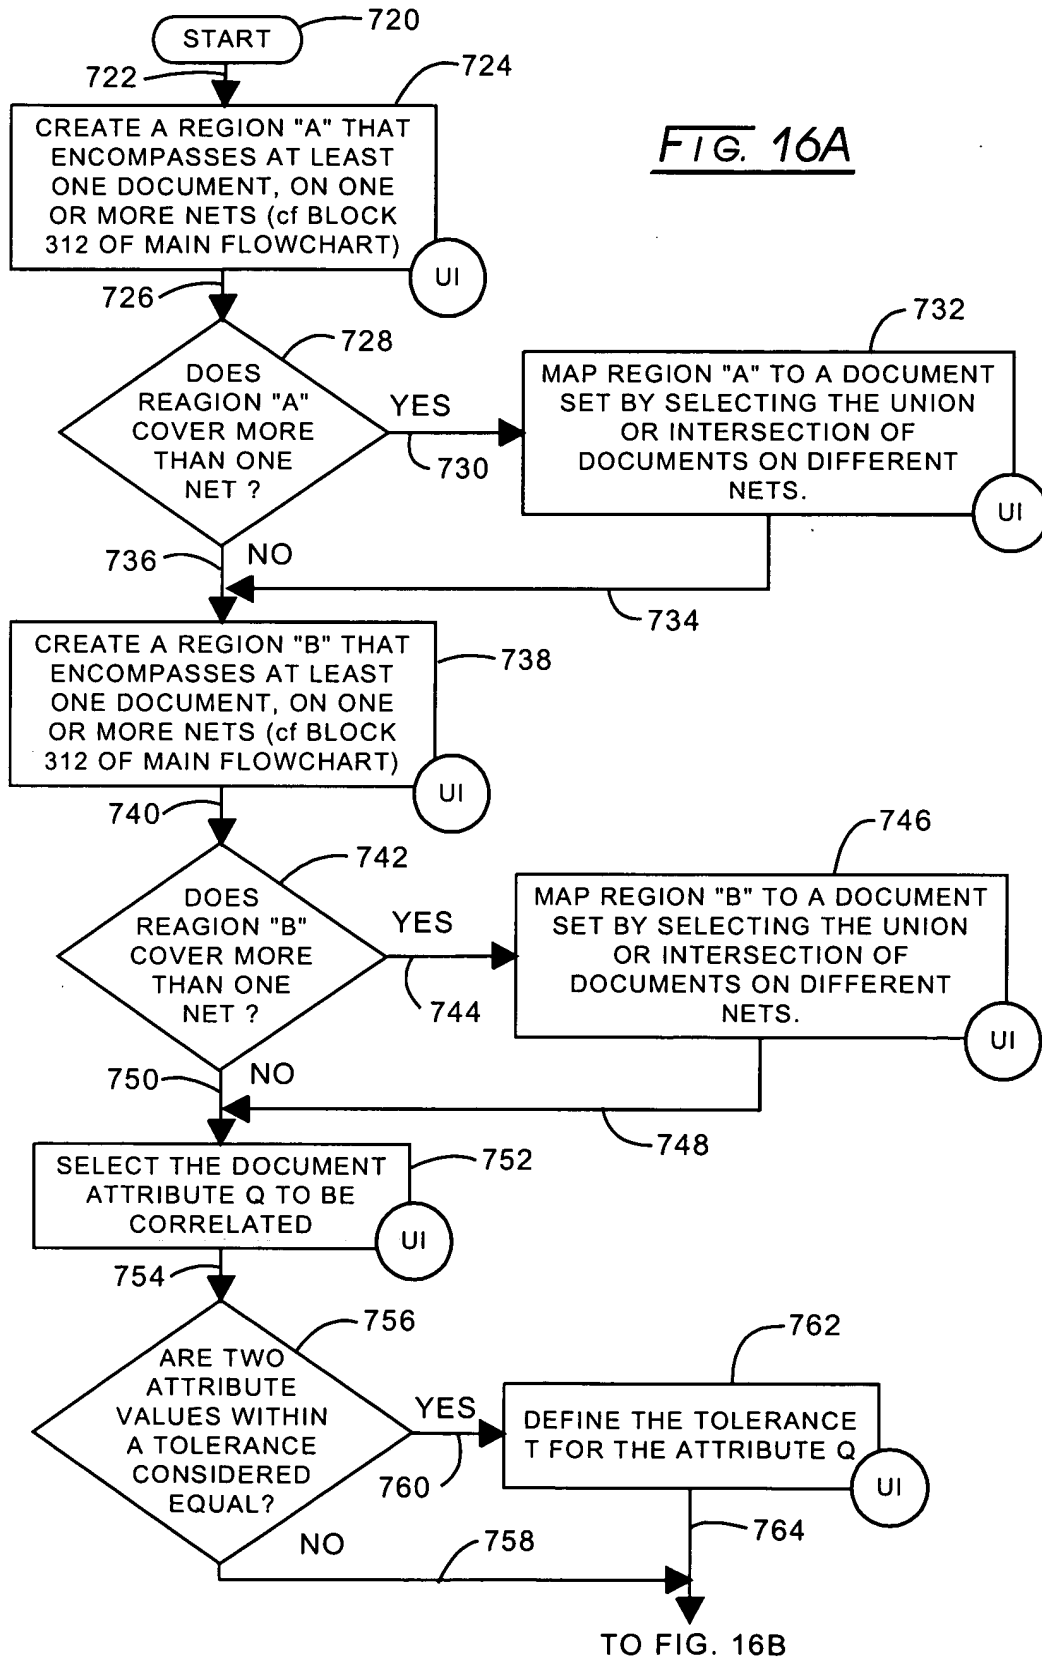 START
720
722
724
CREATE A REGION "A" THAT
ENCOMPASSES AT LEAST
ONE DOCUMENT, ON ONE
OR MORE NETS (cf BLOCK
312 OF MAIN FLOWCHART)
UI
FIG. 16A
726
728
DOES
REAGION "A"
COVER MORE
THAN ONE
NET ?
YES
730
732
MAP REGION "A" TO A DOCUMENT
SET BY SELECTING THE UNION
OR INTERSECTION OF
DOCUMENTS ON DIFFERENT
NETS.
UI
736
NO
734
CREATE A REGION "B" THAT
ENCOMPASSES AT LEAST
ONE DOCUMENT, ON ONE
OR MORE NETS (cf BLOCK
312 OF MAIN FLOWCHART)
738
UI
740
742
DOES
REAGION "B"
COVER MORE
THAN ONE
NET ?
YES
744
746
MAP REGION "B" TO A DOCUMENT
SET BY SELECTING THE UNION
OR INTERSECTION OF
DOCUMENTS ON DIFFERENT
NETS.
UI
750
NO
748
SELECT THE DOCUMENT
ATTRIBUTE Q TO BE
CORRELATED
752
UI
754
756
ARE TWO
ATTRIBUTE
VALUES WITHIN
A TOLERANCE
CONSIDERED
EQUAL?
YES
760
762
DEFINE THE TOLERANCE
T FOR THE ATTRIBUTE Q
UI
NO
758
764
TO FIG. 16B